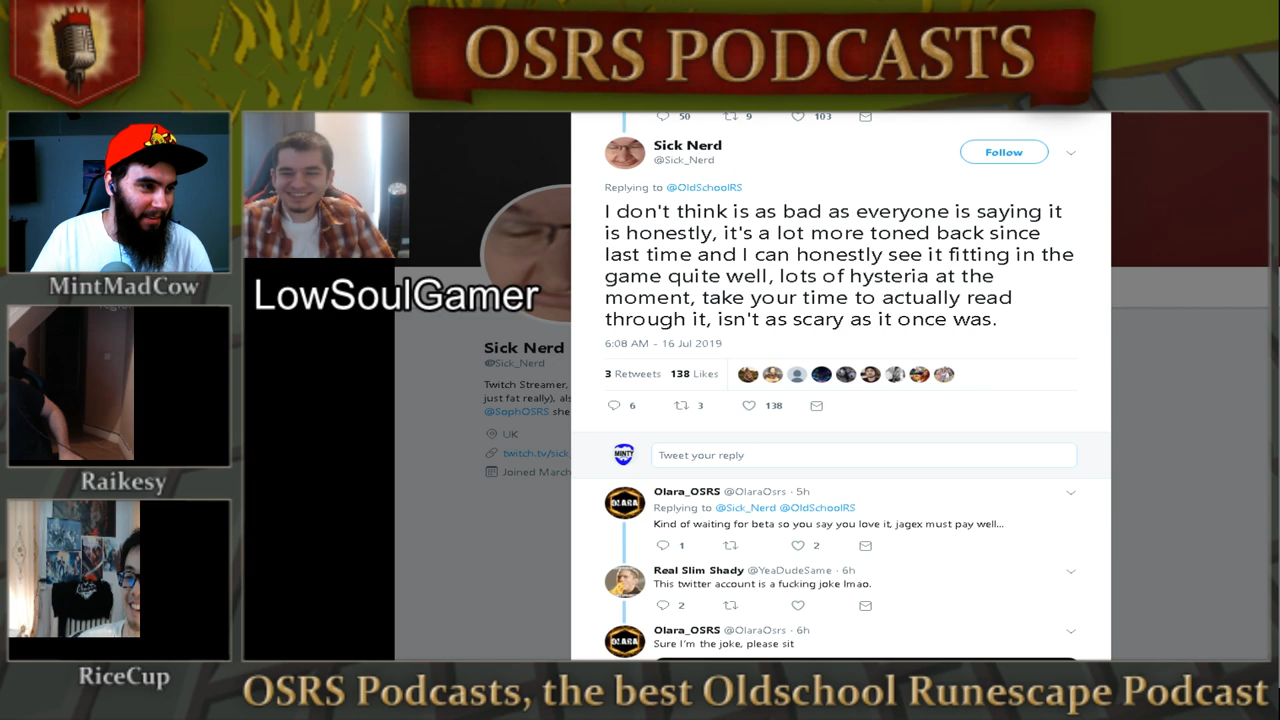 OSRS PODCASTS
MintMadCow
Raikesy
RiceCup
LowSoulGamer
Sick Nerd
@Sick_Nerd
Twitch Streamer,
just fat really), al
@SophOSRS she
UK
twitch.tv/sick
Joined March
50 9 103
Sick Nerd
@Sick_Nerd
Follow
Replying to @OldSchoolRS
I don't think is as bad as everyone is saying it
is honestly, it's a lot more toned back since
last time and I can honestly see it fitting in the
game quite well, lots of hysteria at the
moment, take your time to actually read
through it, isn't as scary as it once was.
6:08 AM - 16 Jul 2019
3 Retweets 138 Likes
6 3 138
MINTY
Tweet your reply
OLARA
Olara_OSRS @OlaraOsrs · 5h
Replying to @Sick_Nerd @OldSchoolRS
Kind of waiting for beta so you say you love it, jagex must pay well...
1 2
Real Slim Shady @YeaDudeSame · 6h
This twitter account is a fucking joke lmao.
2
OLARA
Olara_OSRS @OlaraOsrs · 6h
Sure I'm the joke, please sit
OSRS Podcasts, the best Oldschool Runescape Podcast